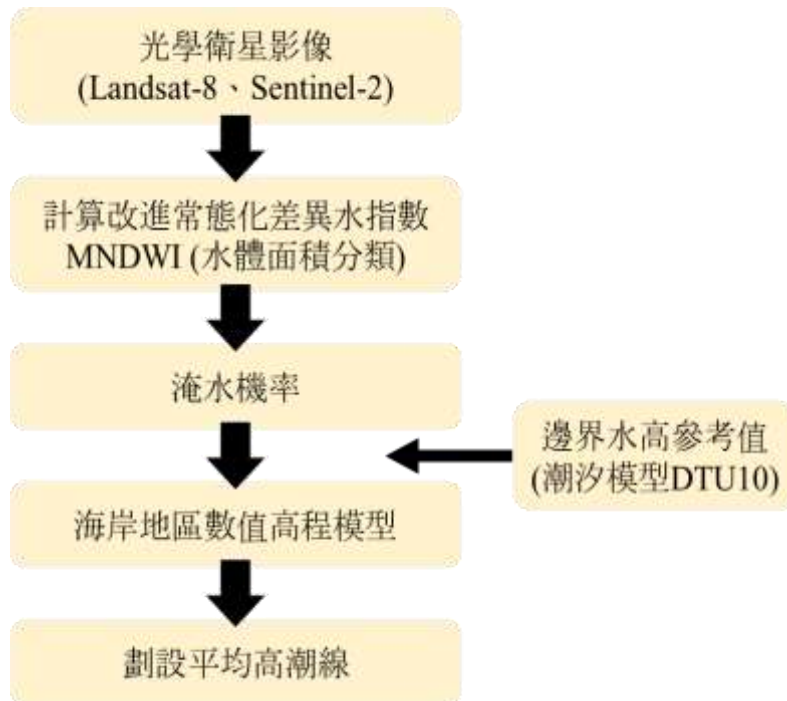 光學衛星影像
(Landsat-8、Sentinel-2)
計算改進常態化差異水指數
MNDWI (水體面積分類)
淹水機率
邊界水高參考值
(潮汐模型DTU10)
海岸地區數值高程模型
劃設平均高潮線